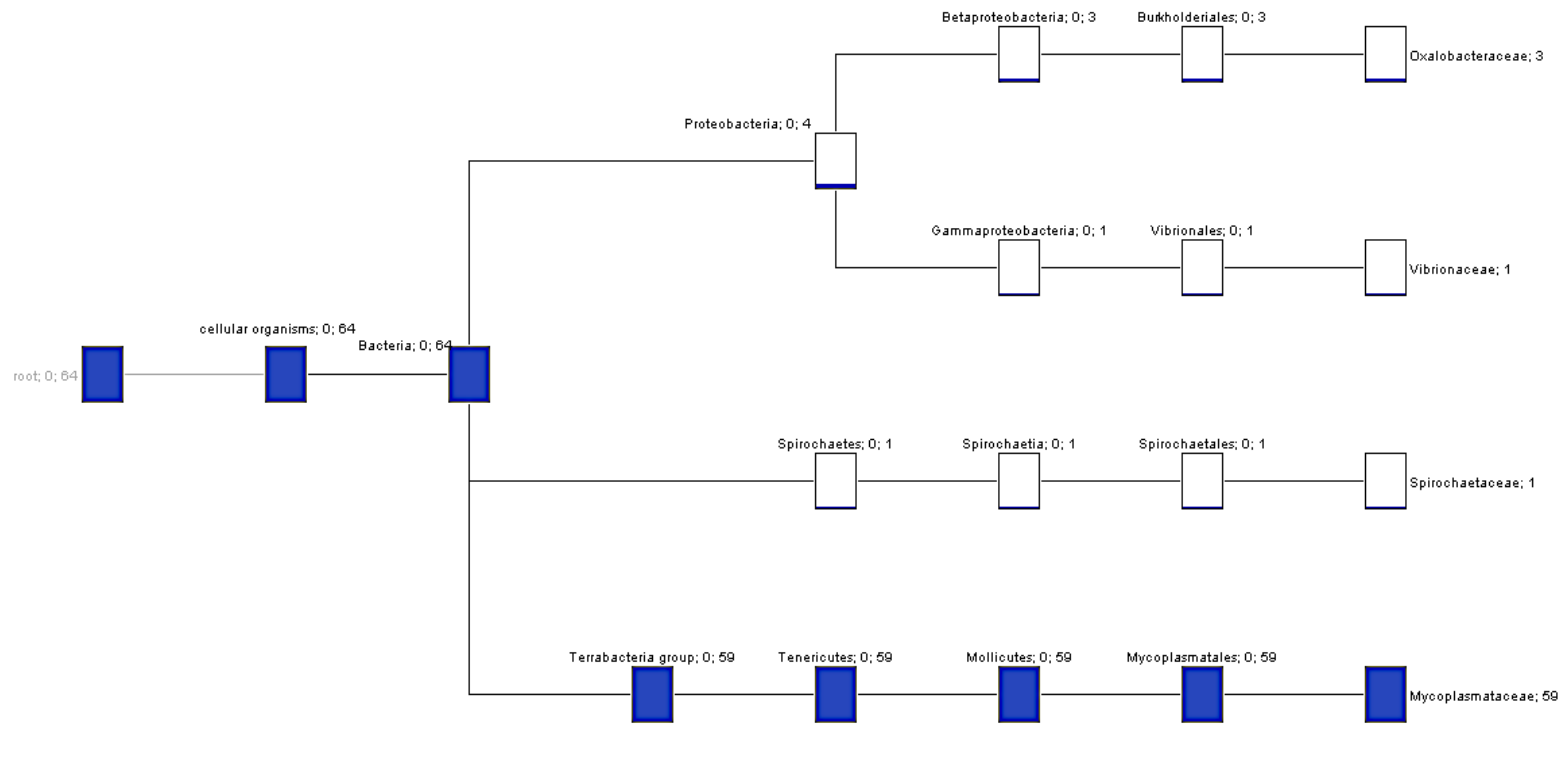 Betaproteobacteria; 0; 3
Burkholderiales; 0; 3
Oxalobacteraceae; 3
Proteobacteria; 0; 4
Gammaproteobacteria; 0; 1
Vibrionales; 0; 1
Vibrionaceae; 1
cellular organisms; 0; 64
Bacteria; 0; 64
root; 0; 64
Spirochaetes; 0; 1
Spirochaetia; 0; 1
Spirochaetales; 0; 1
Spirochaetaceae; 1
Terrabacteria group; 0; 59
Tenericutes; 0; 59
Mollicutes; 0; 59
Mycoplasmatales; 0; 59
Mycoplasmataceae; 59